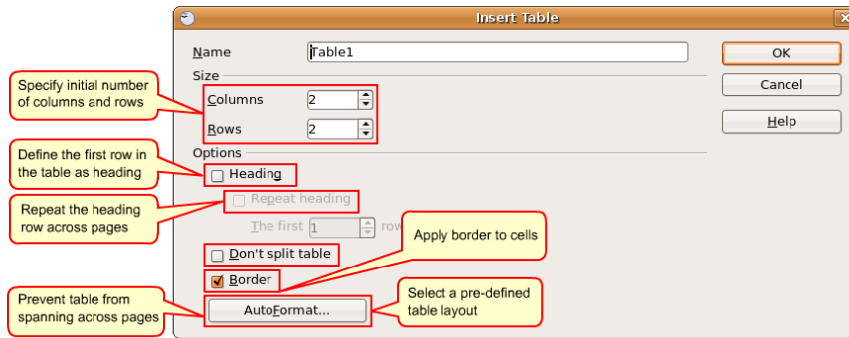 Insert Table
Name
Table1
OK
Size
Cancel
Specify initial number
of columns and rows
Columns
2
Rows
2
Help
Options
Define the first row in
the table as heading
Heading
Repeat heading
Repeat the heading
row across pages
The first 1 row
Apply border to cells
Don't split table
Border
Prevent table from
spanning across pages
AutoFormat...
Select a pre-defined
table layout